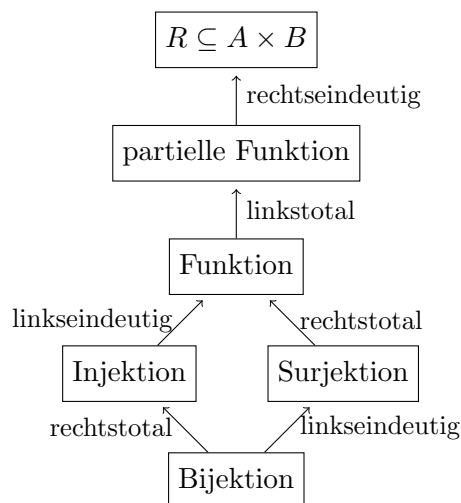 R ⊆ A × B
rechtseindeutig
partielle Funktion
linkstotal
Funktion
linkseindeutig
rechtstotal
Injektion
Surjektion
rechtstotal
linkseindeutig
Bijektion